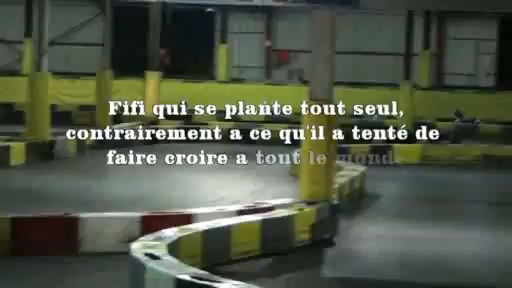 Fifi qui se plante tout seul,
contrairement a ce qu'il a tenté de
faire croire a tout le monde